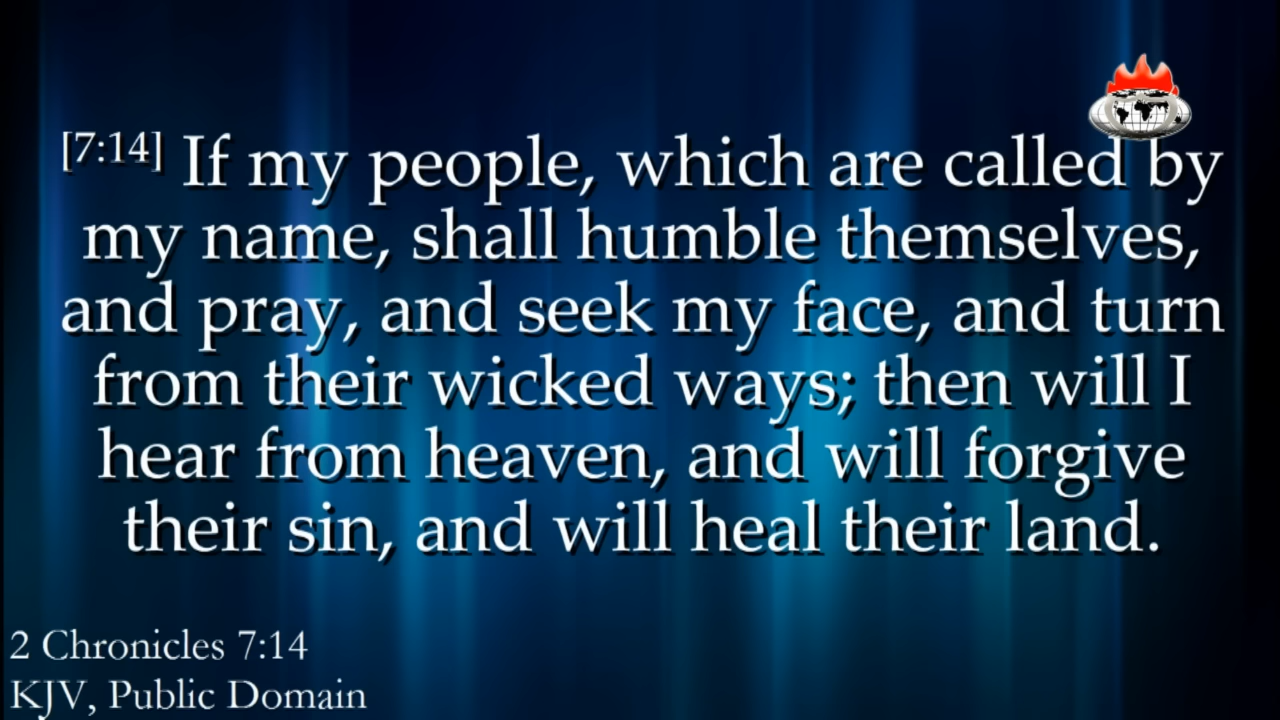 [7:14] If my people, which are called by
my name, shall humble themselves,
and pray, and seek my face, and turn
from their wicked ways; then will I
hear from heaven, and will forgive
their sin, and will heal their land.
2 Chronicles 7:14
KJV, Public Domain